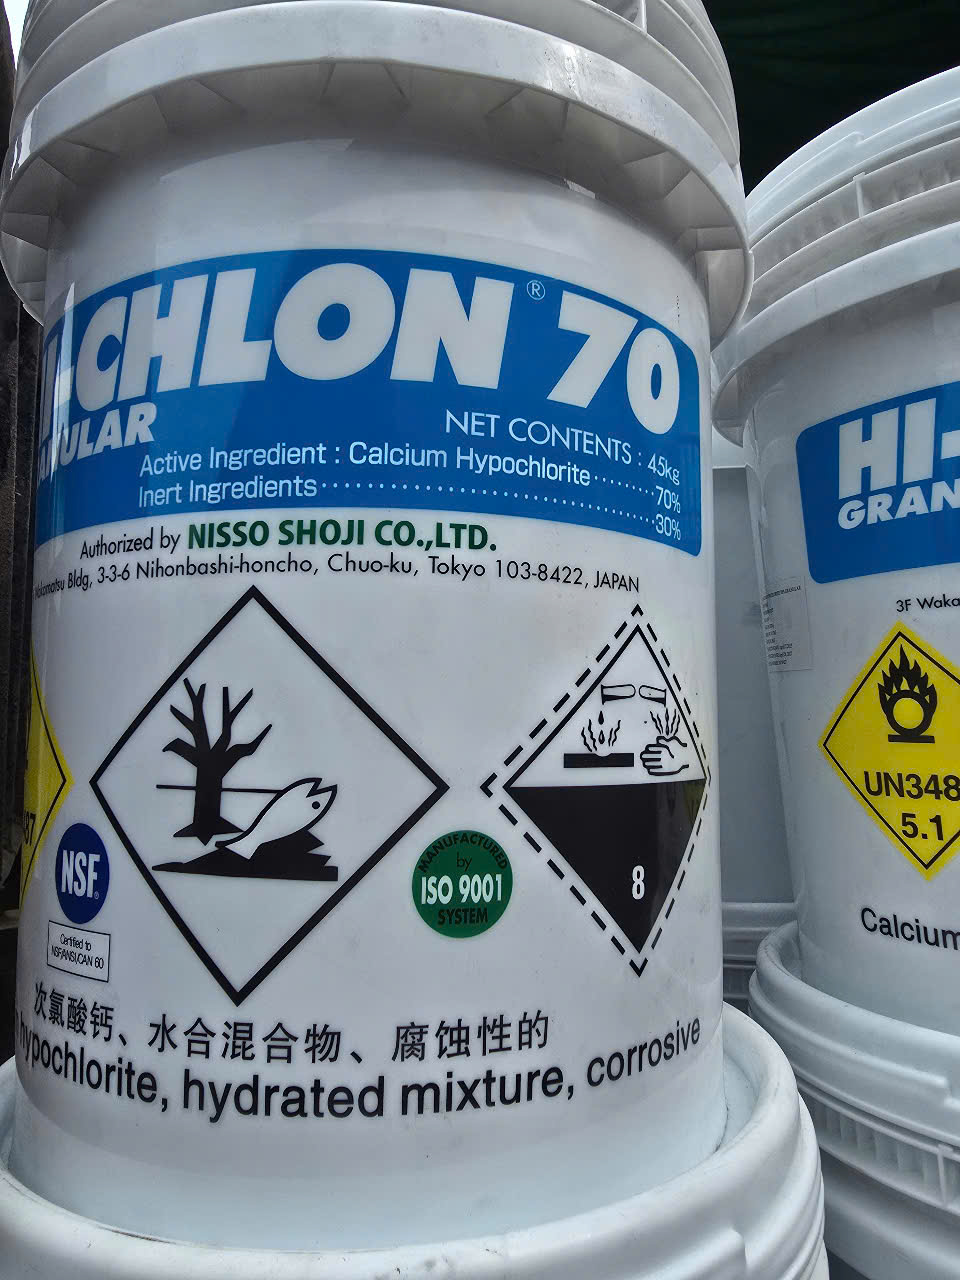 -CHLON® 70
ULAR
NET CONTENTS : 45kg
Active Ingredient : Calcium Hypochlorite ········ 70%
Inert Ingredients ···································· 30%
Authorized by NISSO SHOJI CO.,LTD.
Bldg, 3-3-6 Nihonbashi-honcho, Chuo-ku, Tokyo 103-8422, JAPAN
8
87
NSF®
Certified to
NSF/ANSI/CAN 60
MANUFACTURED
by
ISO 9001
SYSTEM
次氯酸钙、水合混合物、腐蚀性的
hypochlorite, hydrated mixture, corrosive
HI-
GRAN
3F Waka
UN348
5.1
Calcium